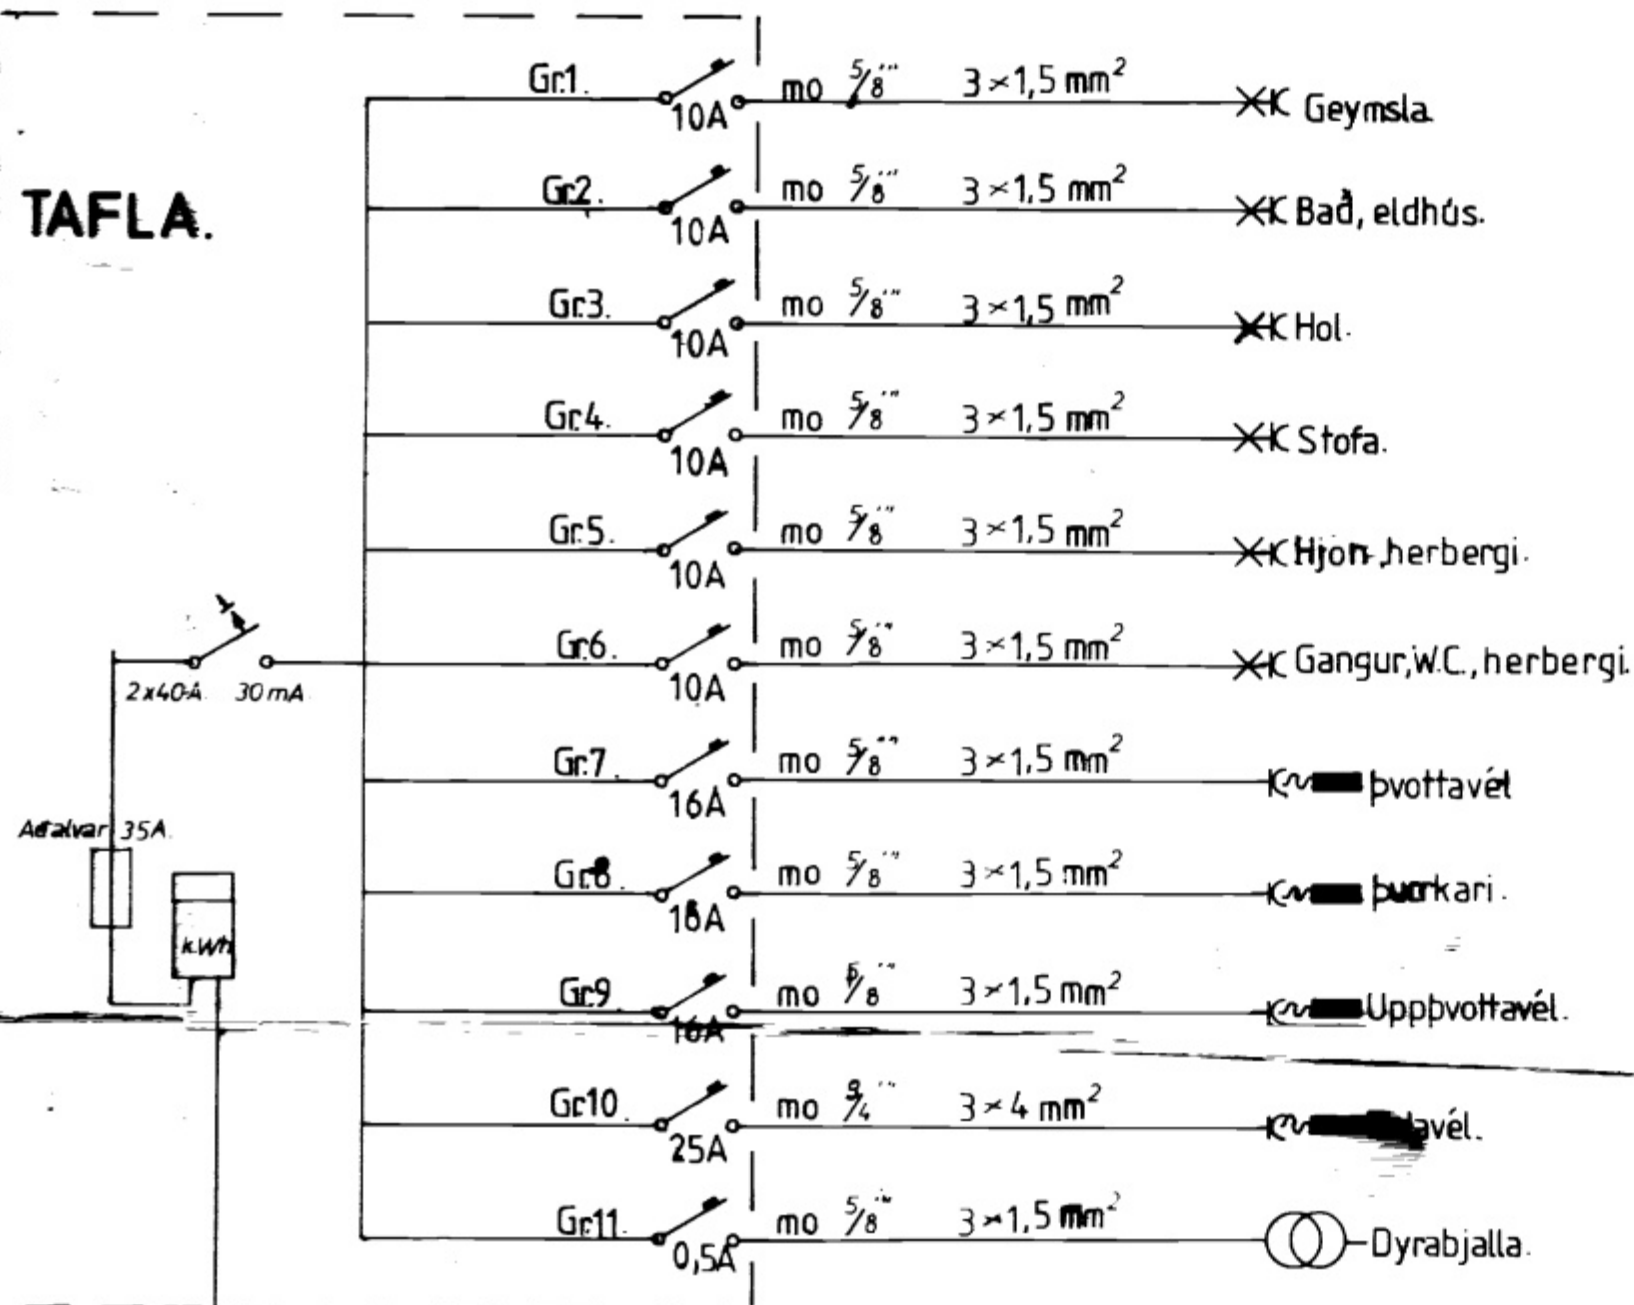 TAFLA.
Gr.1. 10A mo 5/8''' 3×1,5 mm² Geymsla.
Gr.2. 10A mo 5/8''' 3×1,5 mm² Bað, eldhús.
Gr.3. 10A mo 5/8''' 3×1,5 mm² Hol.
Gr.4. 10A mo 5/8''' 3×1,5 mm² Stofa.
Gr.5. 10A mo 5/8''' 3×1,5 mm² Hjón.,herbergi.
Gr.6. 10A mo 5/8''' 3×1,5 mm² Gangur,W.C., herbergi.
2x40A. 30mA
Gr.7. 16A mo 5/8''' 3×1,5 mm² þvottavél
Aðalvar 35A.
Gr.8. 16A mo 5/8''' 3×1,5 mm² þurkari.
k.Wh
Gr.9 16A mo 5/8''' 3×1,5 mm² Uppþvottavél.
Gr.10. 25A mo 3/4''' 3×4 mm²
Gr.11. 0,5A mo 5/8''' 3×1,5 mm² Dyrabjalla.